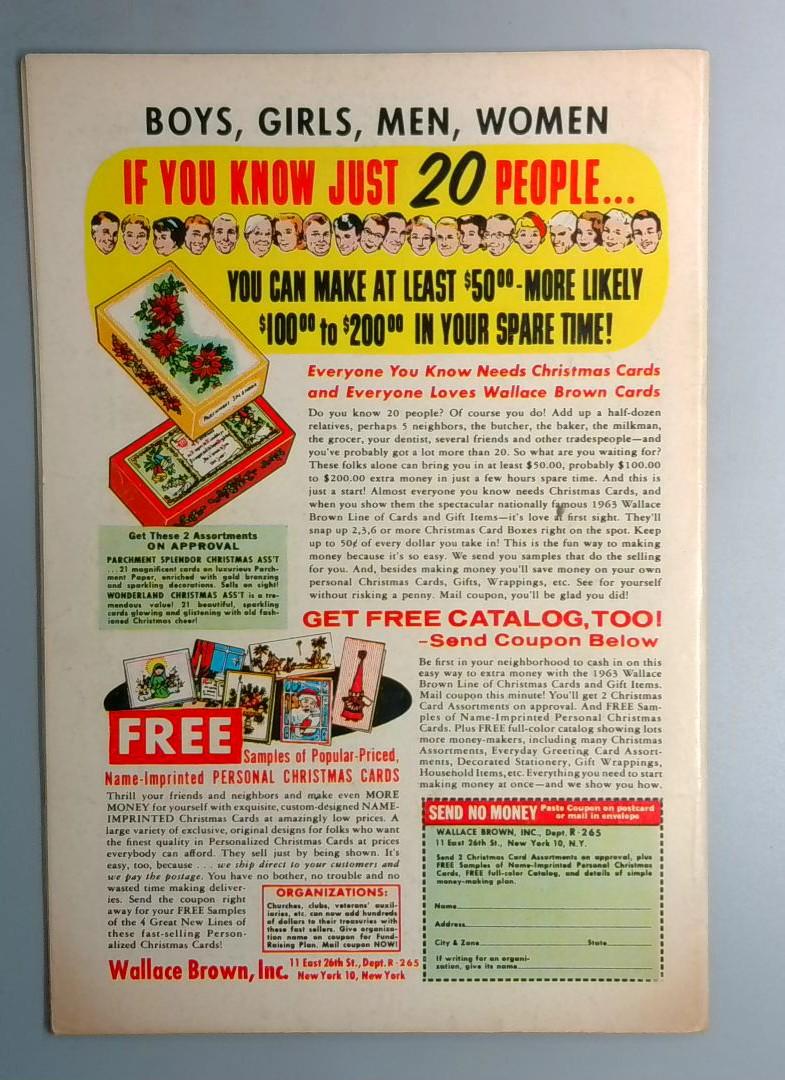 BOYS, GIRLS, MEN, WOMEN
IF YOU KNOW JUST 20 PEOPLE...
YOU CAN MAKE AT LEAST $50⁰⁰-MORE LIKELY
$100⁰⁰ to $200⁰⁰ IN YOUR SPARE TIME!
Everyone You Know Needs Christmas Cards
and Everyone Loves Wallace Brown Cards
Do you know 20 people? Of course you do! Add up a half-dozen
relatives, perhaps 5 neighbors, the butcher, the baker, the milkman,
the grocer, your dentist, several friends and other tradespeople—and
you've probably got a lot more than 20. So what are you waiting for?
These folks alone can bring you in at least $50.00, probably $100.00
to $200.00 extra money in just a few hours spare time. And this is
just a start! Almost everyone you know needs Christmas Cards, and
when you show them the spectacular nationally famous 1963 Wallace
Brown Line of Cards and Gift Items—it's love at first sight. They'll
snap up 2,3,6 or more Christmas Card Boxes right on the spot. Keep
up to 50¢ of every dollar you take in! This is the fun way to making
money because it's so easy. We send you samples that do the selling
for you. And, besides making money you'll save money on your own
personal Christmas Cards, Gifts, Wrappings, etc. See for yourself
without risking a penny. Mail coupon, you'll be glad you did!
Get These 2 Assortments
ON APPROVAL
PARCHMENT SPLENDOR CHRISTMAS ASS'T
...21 magnificent cards on luxurious Parch-
ment Paper, enriched with gold bronzing
and sparkling decorations. Sells on sight!
WONDERLAND CHRISTMAS ASS'T is a tre-
mendous value! 21 beautiful, sparkling
cards glowing and glistening with old fash-
ioned Christmas cheer!
GET FREE CATALOG,TOO!
-Send Coupon Below
Be first in your neighborhood to cash in on this
easy way to extra money with the 1963 Wallace
Brown Line of Christmas Cards and Gift Items.
Mail coupon this minute! You'll get 2 Christmas
Card Assortments on approval. And FREE Sam-
ples of Name-Imprinted Personal Christmas
Cards. Plus FREE full-color catalog showing lots
more money-makers, including many Christmas
Assortments, Everyday Greeting Card Assort-
ments, Decorated Stationery, Gift Wrappings,
Household Items, etc. Everything you need to start
making money at once—and we show you how.
FREE
Samples of Popular-Priced,
Name-Imprinted PERSONAL CHRISTMAS CARDS
Thrill your friends and neighbors and make even MORE
MONEY for yourself with exquisite, custom-designed NAME-
IMPRINTED Christmas Cards at amazingly low prices. A
large variety of exclusive, original designs for folks who want
the finest quality in Personalized Christmas Cards at prices
everybody can afford. They sell just by being shown. It's
easy, too, because . . . we ship direct to your customers and
we pay the postage. You have no bother, no trouble and no
wasted time making deliver-
ies. Send the coupon right
away for your FREE Samples
of the 4 Great New Lines of
these fast-selling Person-
alized Christmas Cards!
ORGANIZATIONS:
Churches, clubs, veterans' auxil-
iaries, etc. can now add hundreds
of dollars to their treasuries with
these fast sellers. Give organiza-
tion name on coupon for Fund-
Raising Plan. Mail coupon NOW!
Wallace Brown, Inc. 11 East 26th St., Dept. R-265
New York 10, New York
SEND NO MONEY Paste Coupon on postcard
or mail in envelope
WALLACE BROWN, INC., Dept. R-265
11 East 26th St., New York 10, N.Y.
Send 2 Christmas Card Assortments on approval, plus
FREE Samples of Name-Imprinted Personal Christmas
Cards, FREE full-color Catalog, and details of simple
money-making plan.
Name
Address
City & Zone State
If writing for an organi-
zation, give its name